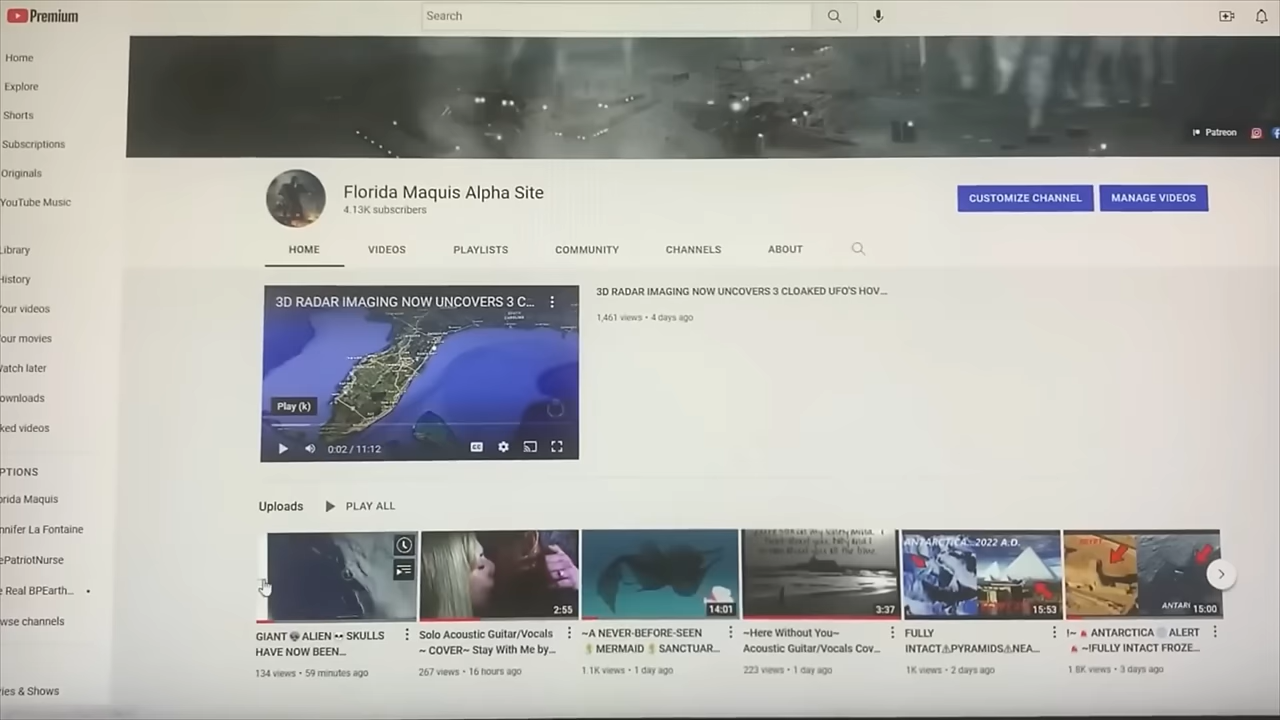 Premium
Search
Home
Explore
Shorts
Subscriptions
Originals
YouTube Music
Library
History
Your videos
our movies
Watch later
ownloads
ked videos
PTIONS
orida Maquis
nnifer La Fontaine
ePatriotNurse
e Real BPEarth...
wse channels
ies & Shows
Patreon
Florida Maquis Alpha Site
4.13K subscribers
CUSTOMIZE CHANNEL
MANAGE VIDEOS
HOME
VIDEOS
PLAYLISTS
COMMUNITY
CHANNELS
ABOUT
3D RADAR IMAGING NOW UNCOVERS 3 C...
Play (k)
0:02 / 11:12
CC
3D RADAR IMAGING NOW UNCOVERS 3 CLOAKED UFO'S HOV...
1,461 views • 4 days ago
Uploads
PLAY ALL
GIANT 👽 ALIEN 👀 SKULLS
HAVE NOW BEEN...
134 views • 59 minutes ago
2:55
Solo Acoustic Guitar/Vocals
~ COVER~ Stay With Me by...
267 views • 16 hours ago
14:01
~A NEVER-BEFORE-SEEN
MERMAID SANCTUAR...
1.1K views • 1 day ago
3:37
~Here Without You~
Acoustic Guitar/Vocals Cov...
223 views • 1 day ago
ANTARCTICA...2022 A.D.
15:53
FULLY
INTACT⚠PYRAMIDS⚠NEA...
1K views • 2 days ago
EGYPT
ANTARI
15:00
!~ ANTARCTICA ALERT
~!FULLY INTACT FROZE...
1.8K views • 3 days ago